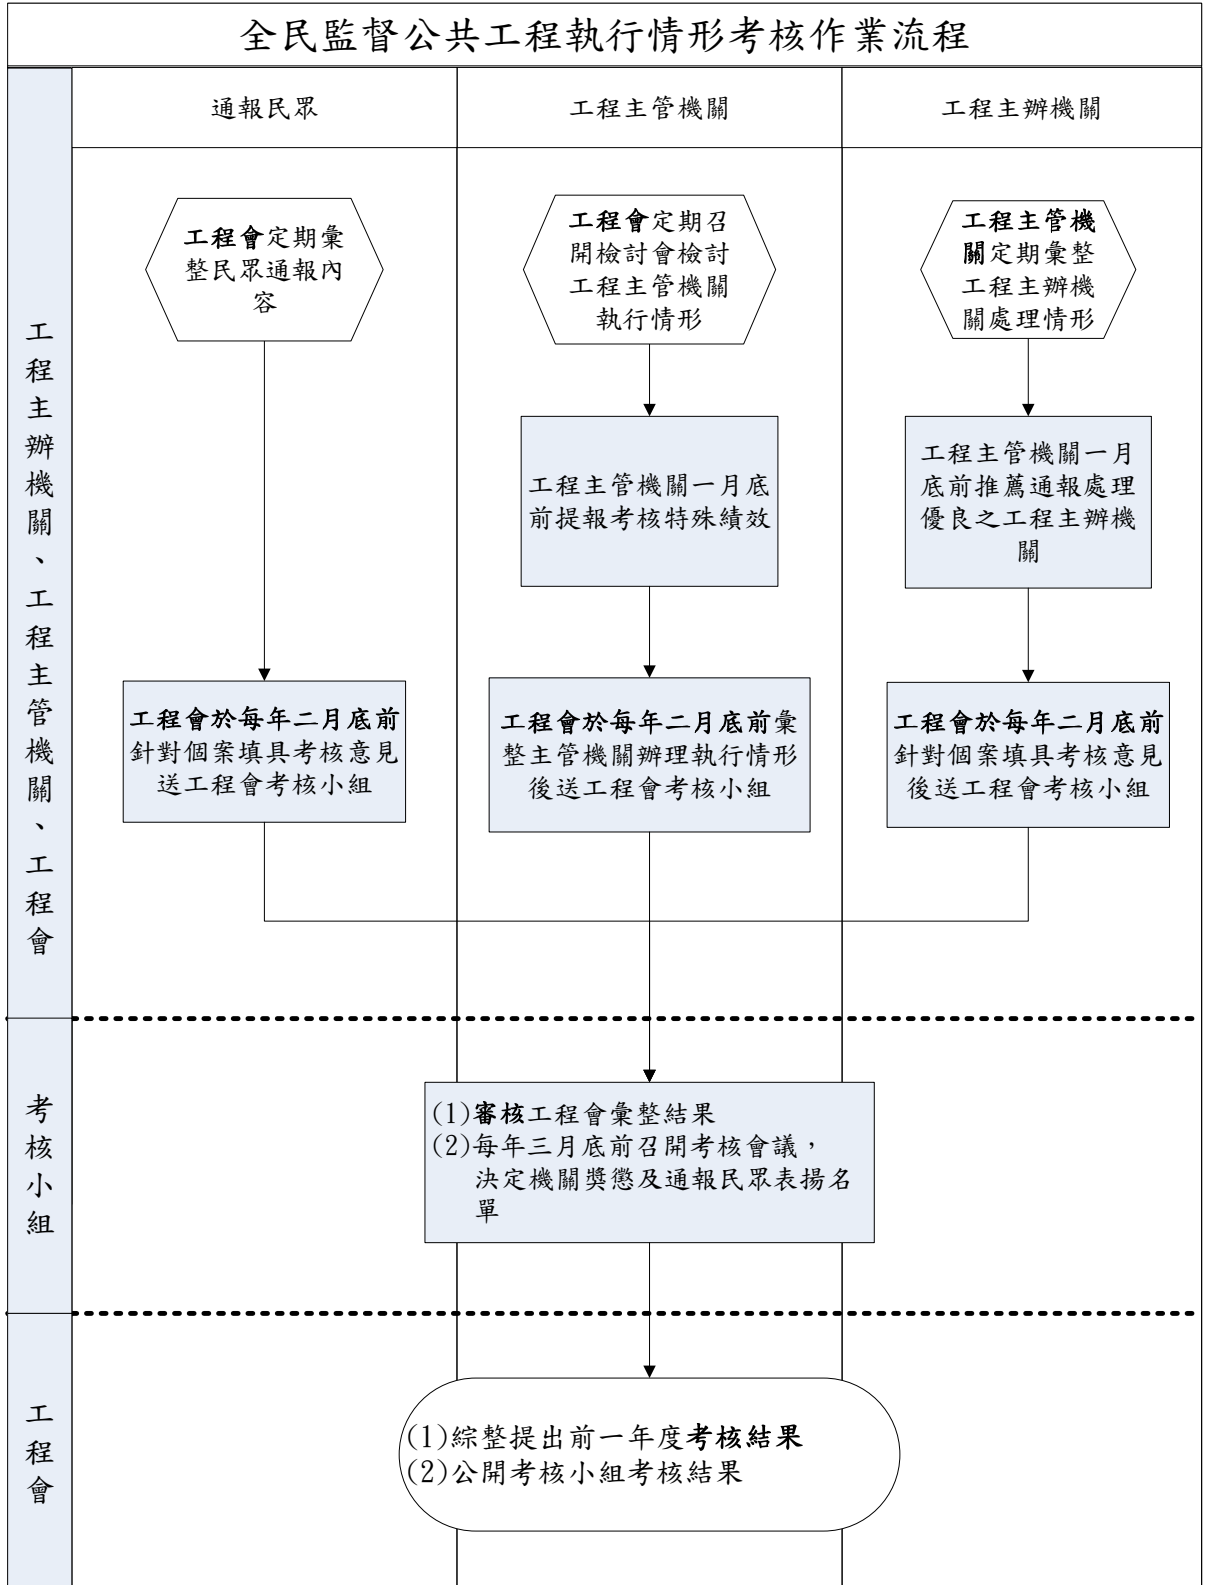 全民監督公共工程執行情形考核作業流程
通報民眾
工程主管機關
工程主辦機關
工程主辦機關、工程主管機關、工程會
工程會定期彙
整民眾通報內
容
工程會定期召
開檢討會檢討
工程主管機關
執行情形
工程主管機
關定期彙整
工程主辦機
關處理情形
工程主管機關一月底
前提報考核特殊績效
工程主管機關一月
底前推薦通報處理
優良之工程主辦機
關
工程會於每年二月底前
針對個案填具考核意見
送工程會考核小組
工程會於每年二月底前彙
整主管機關辦理執行情形
後送工程會考核小組
工程會於每年二月底前
針對個案填具考核意見
後送工程會考核小組
考核小組
(1)審核工程會彙整結果
(2)每年三月底前召開考核會議，
決定機關獎懲及通報民眾表揚名
單
工程會
(1)綜整提出前一年度考核結果
(2)公開考核小組考核結果